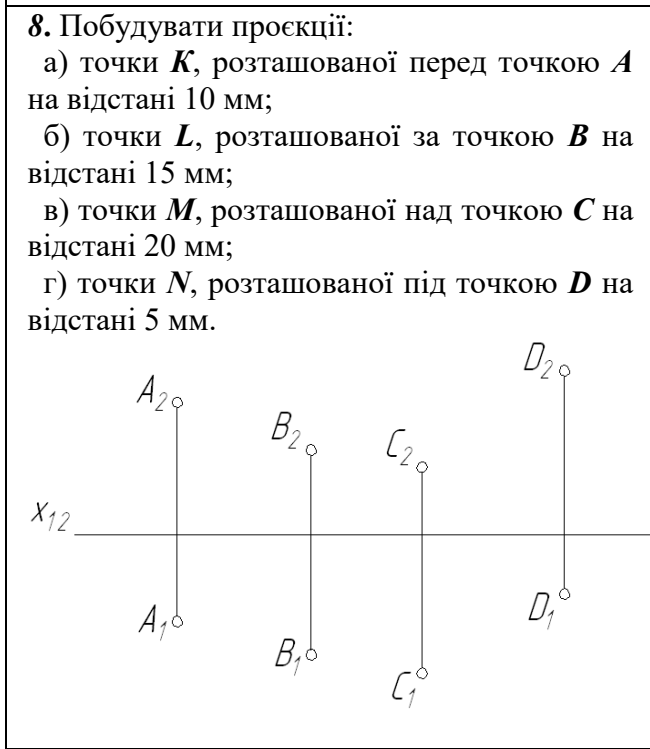 8. Побудувати проєкції:
а) точки K, розташованої перед точкою A
на відстані 10 мм;
б) точки L, розташованої за точкою B на
відстані 15 мм;
в) точки M, розташованої над точкою C на
відстані 20 мм;
г) точки N, розташованої під точкою D на
відстані 5 мм.
A2
B2
C2
D2
x12
A1
B1
C1
D1